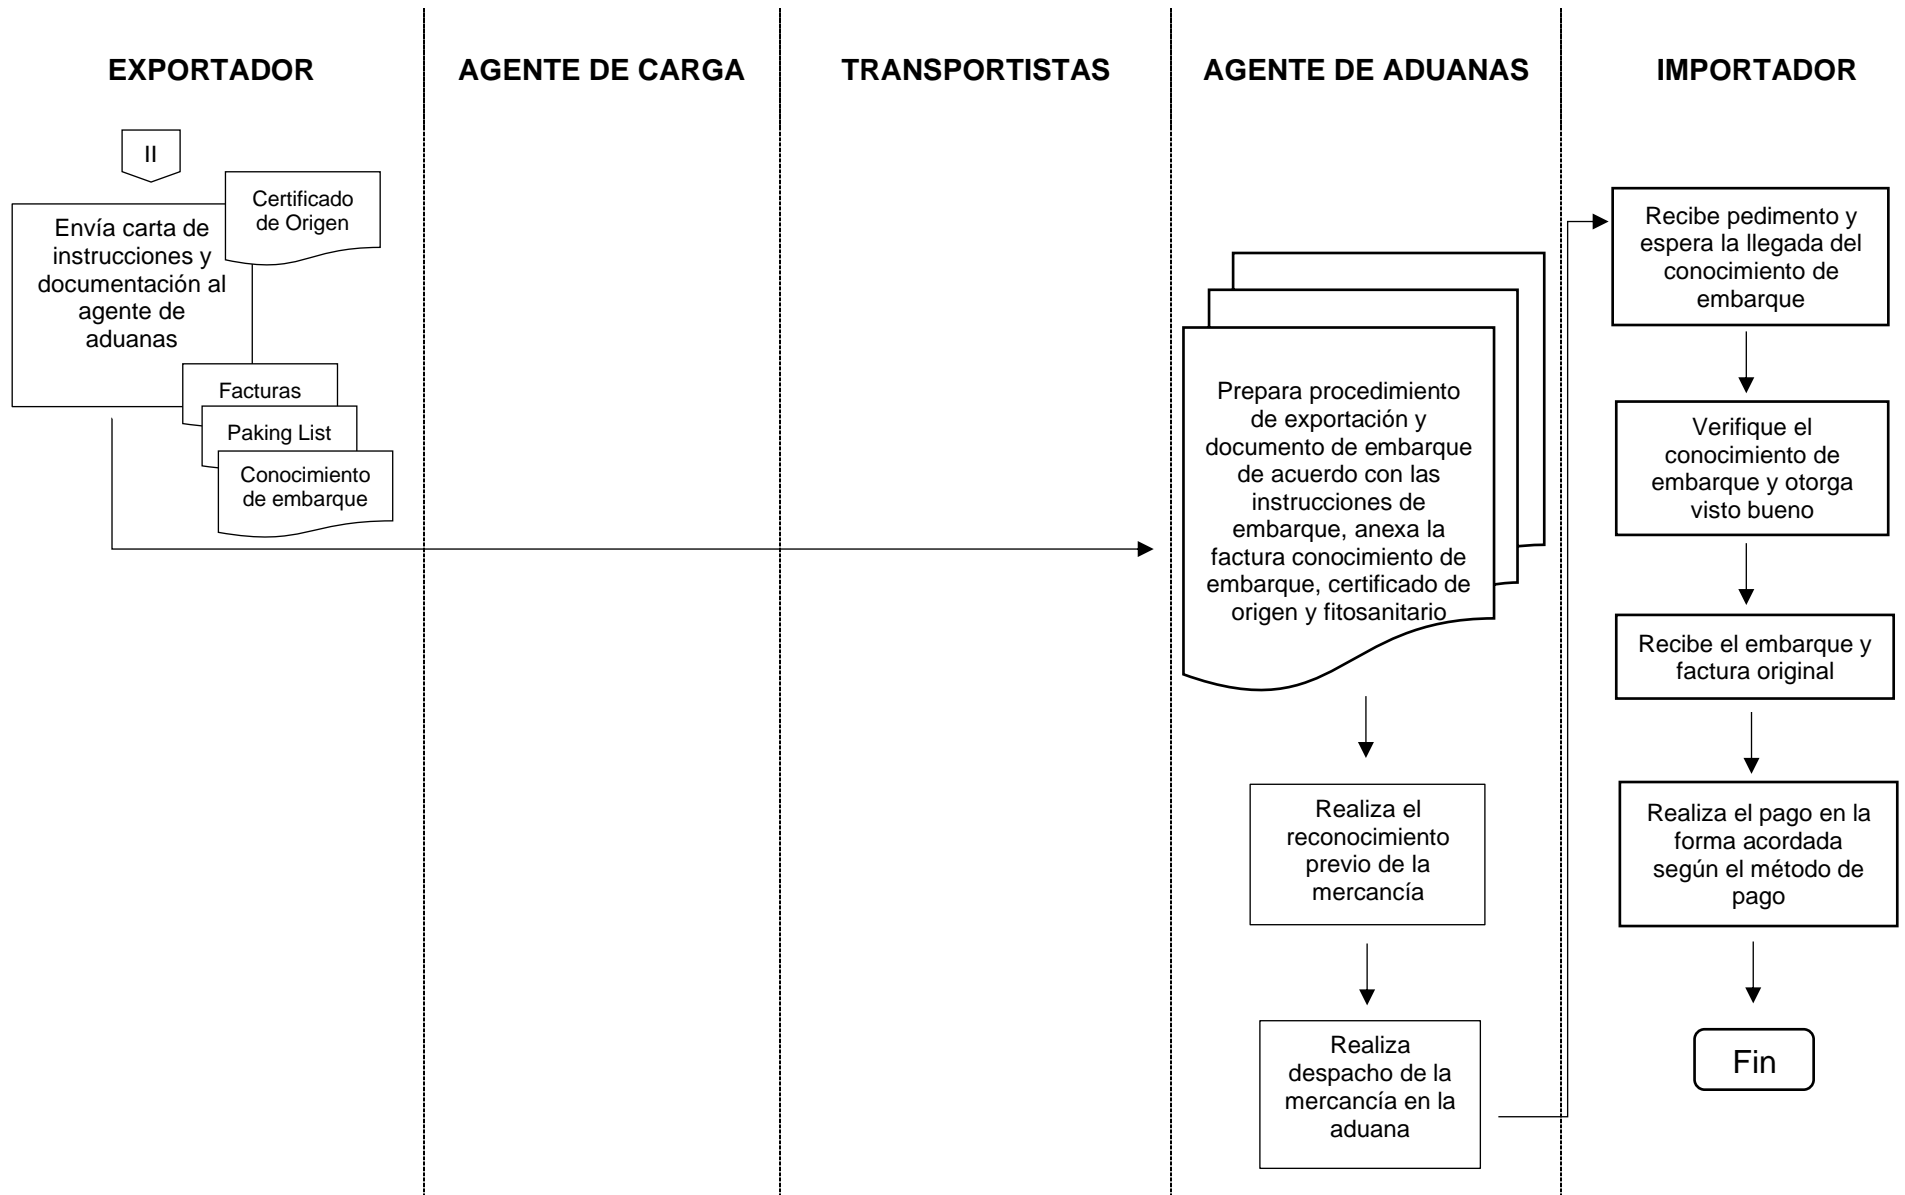 EXPORTADOR
AGENTE DE CARGA
TRANSPORTISTAS
AGENTE DE ADUANAS
IMPORTADOR
II
Certificado
de Origen
Envía carta de
instrucciones y
documentación al
agente de
aduanas
Facturas
Paking List
Conocimiento
de embarque
Prepara procedimiento
de exportación y
documento de embarque
de acuerdo con las
instrucciones de
embarque, anexa la
factura conocimiento de
embarque, certificado de
origen y fitosanitario
Realiza el
reconocimiento
previo de la
mercancía
Realiza
despacho de la
mercancía en la
aduana
Recibe pedimento y
espera la llegada del
conocimiento de
embarque
Verifique el
conocimiento de
embarque y otorga
visto bueno
Recibe el embarque y
factura original
Realiza el pago en la
forma acordada
según el método de
pago
Fin